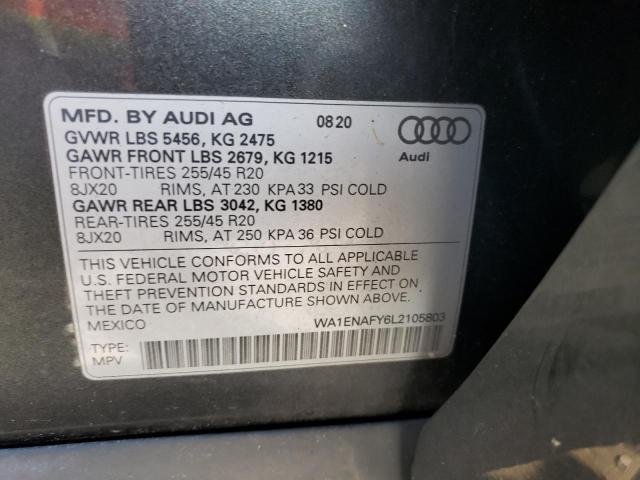 MFD. BY AUDI AG 08 20
GVWR LBS 5456, KG 2475
GAWR FRONT LBS 2679, KG 1215
Audi
FRONT-TIRES 255/45 R20
8JX20 RIMS, AT 230 KPA 33 PSI COLD
GAWR REAR LBS 3042, KG 1380
REAR-TIRES 255/45 R20
8JX20 RIMS, AT 250 KPA 36 PSI COLD
THIS VEHICLE CONFORMS TO ALL APPLICABLE
U.S. FEDERAL MOTOR VEHICLE SAFETY AND
THEFT PREVENTION STANDARDS IN EFFECT ON
THE DATE OF MANUFACTURE SHOWN ABOVE.
MEXICO WA1ENAFY6L2105803
TYPE:
MPV